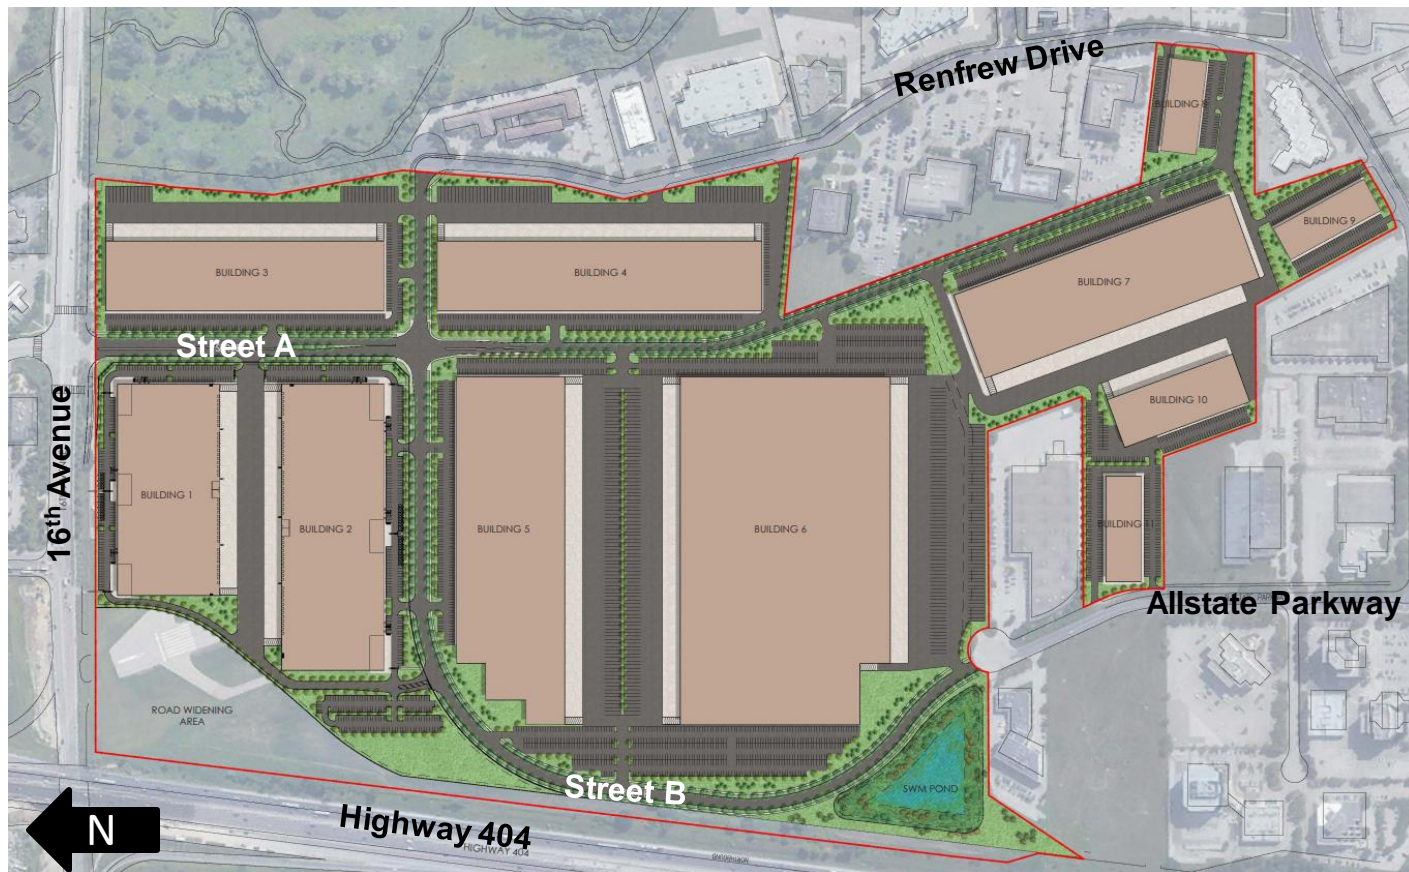 Renfrew Drive
BUILDING 8
BUILDING 9
BUILDING 3
BUILDING 4
BUILDING 7
Street A
BUILDING 10
16th Avenue
BUILDING 1
BUILDING 2
BUILDING 5
BUILDING 6
BUILDING 11
Allstate Parkway
ROAD WIDENING
AREA
Street B
SWM POND
N
Highway 404
HIGHWAY 404